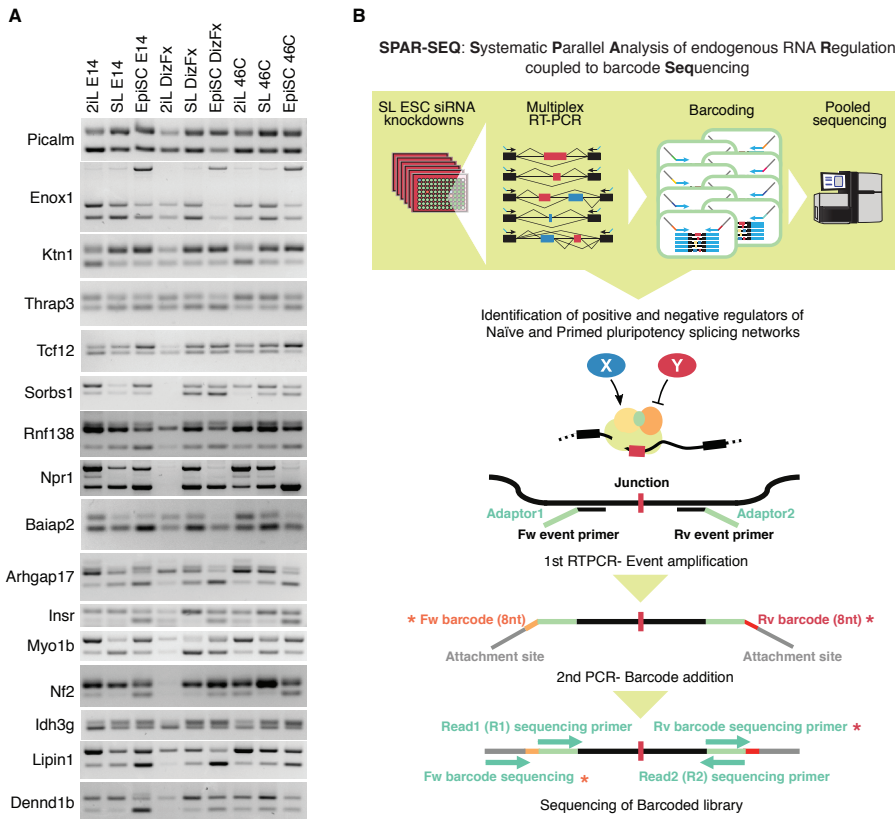 A
2iL E14
SL E14
EpiSC E14
2iL DizFx
SL DizFx
EpiSC DizFx
2iL 46C
SL 46C
EpiSC 46C
Picalm
Enox1
Ktn1
Thrap3
Tcf12
Sorbs1
Rnf138
Npr1
Baiap2
Arhgap17
Insr
Myo1b
Nf2
Idh3g
Lipin1
Dennd1b
B
SPAR-SEQ: Systematic Parallel Analysis of endogenous RNA Regulation
coupled to barcode Sequencing
SL ESC siRNA
knockdowns
Multiplex
RT-PCR
Barcoding
Pooled
sequencing
Identification of positive and negative regulators of
Naïve and Primed pluripotency splicing networks
X
Y
Junction
Adaptor1
Adaptor2
Fw event primer
Rv event primer
1st RTPCR- Event amplification
* Fw barcode (8nt)
Rv barcode (8nt) *
Attachment site
Attachment site
2nd PCR- Barcode addition
Read1 (R1) sequencing primer
Rv barcode sequencing primer *
Fw barcode sequencing *
Read2 (R2) sequencing primer
Sequencing of Barcoded library